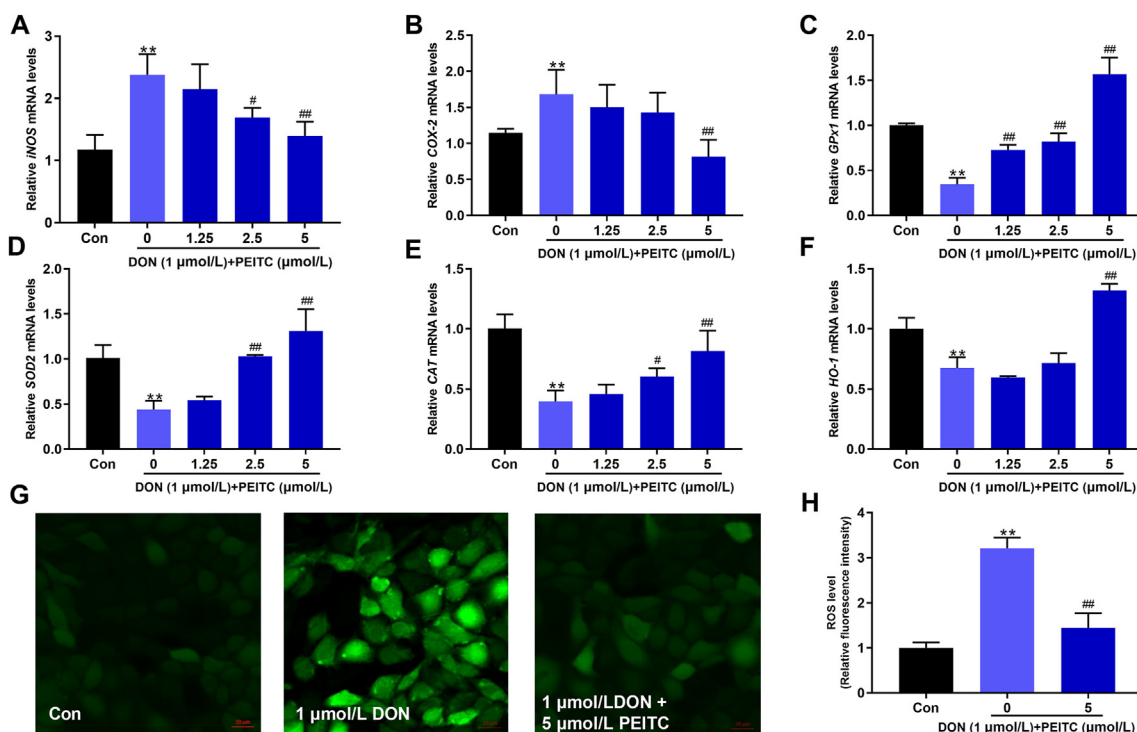 A
Relative iNOS mRNA levels
3
2
1
0
**
#
##
Con
0
1.25
2.5
5
DON (1 μmol/L)+PEITC (μmol/L)
B
Relative COX-2 mRNA levels
2.5
2.0
1.5
1.0
0.5
0.0
**
##
Con
0
1.25
2.5
5
DON (1 μmol/L)+PEITC (μmol/L)
C
Relative GPx1 mRNA levels
2.0
1.5
1.0
0.5
0.0
**
##
##
##
Con
0
1.25
2.5
5
DON (1 μmol/L)+PEITC (μmol/L)
D
Relative SOD2 mRNA levels
2.0
1.5
1.0
0.5
0.0
**
##
##
Con
0
1.25
2.5
5
DON (1 μmol/L)+PEITC (μmol/L)
E
Relative CAT mRNA levels
1.5
1.0
0.5
0.0
**
#
##
Con
0
1.25
2.5
5
DON (1 μmol/L)+PEITC (μmol/L)
F
Relative HO-1 mRNA levels
1.5
1.0
0.5
0.0
**
##
Con
0
1.25
2.5
5
DON (1 μmol/L)+PEITC (μmol/L)
G
Con
1 μmol/L DON
1 μmol/LDON +
5 μmol/L PEITC
H
ROS level
(Relative fluorescence intensity)
4
3
2
1
0
**
##
Con
0
5
DON (1 μmol/L)+PEITC (μmol/L)